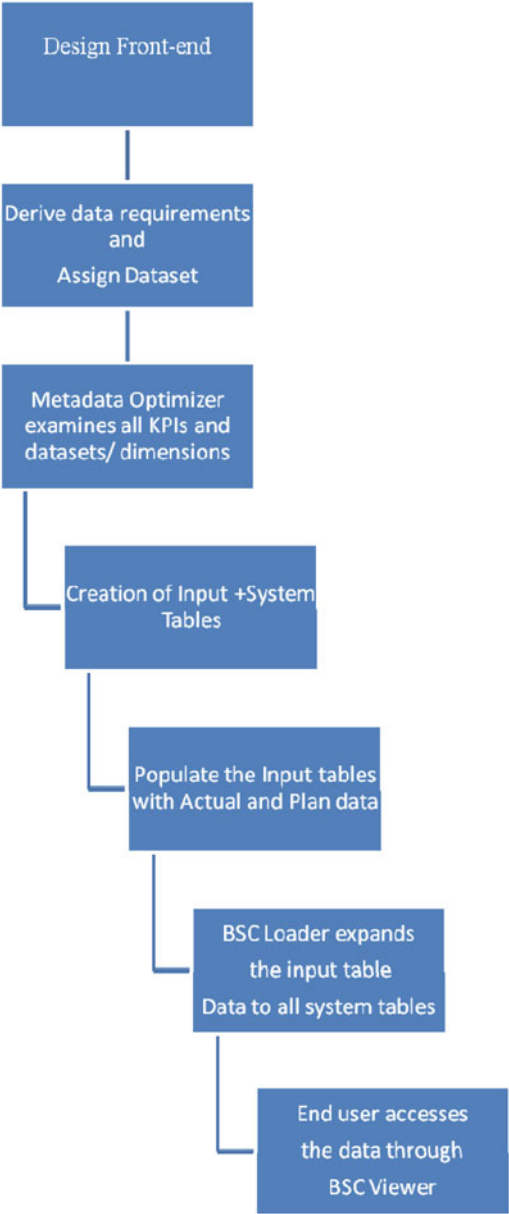 Design Front-end
Derive data requirements
and
Assign Dataset
Metadata Optimizer
examines all KPIs and
datasets/ dimensions
Creation of Input +System
Tables
Populate the Input tables
with Actual and Plan data
BSC Loader expands
the input table
Data to all system tables
End user accesses
the data through
BSC Viewer